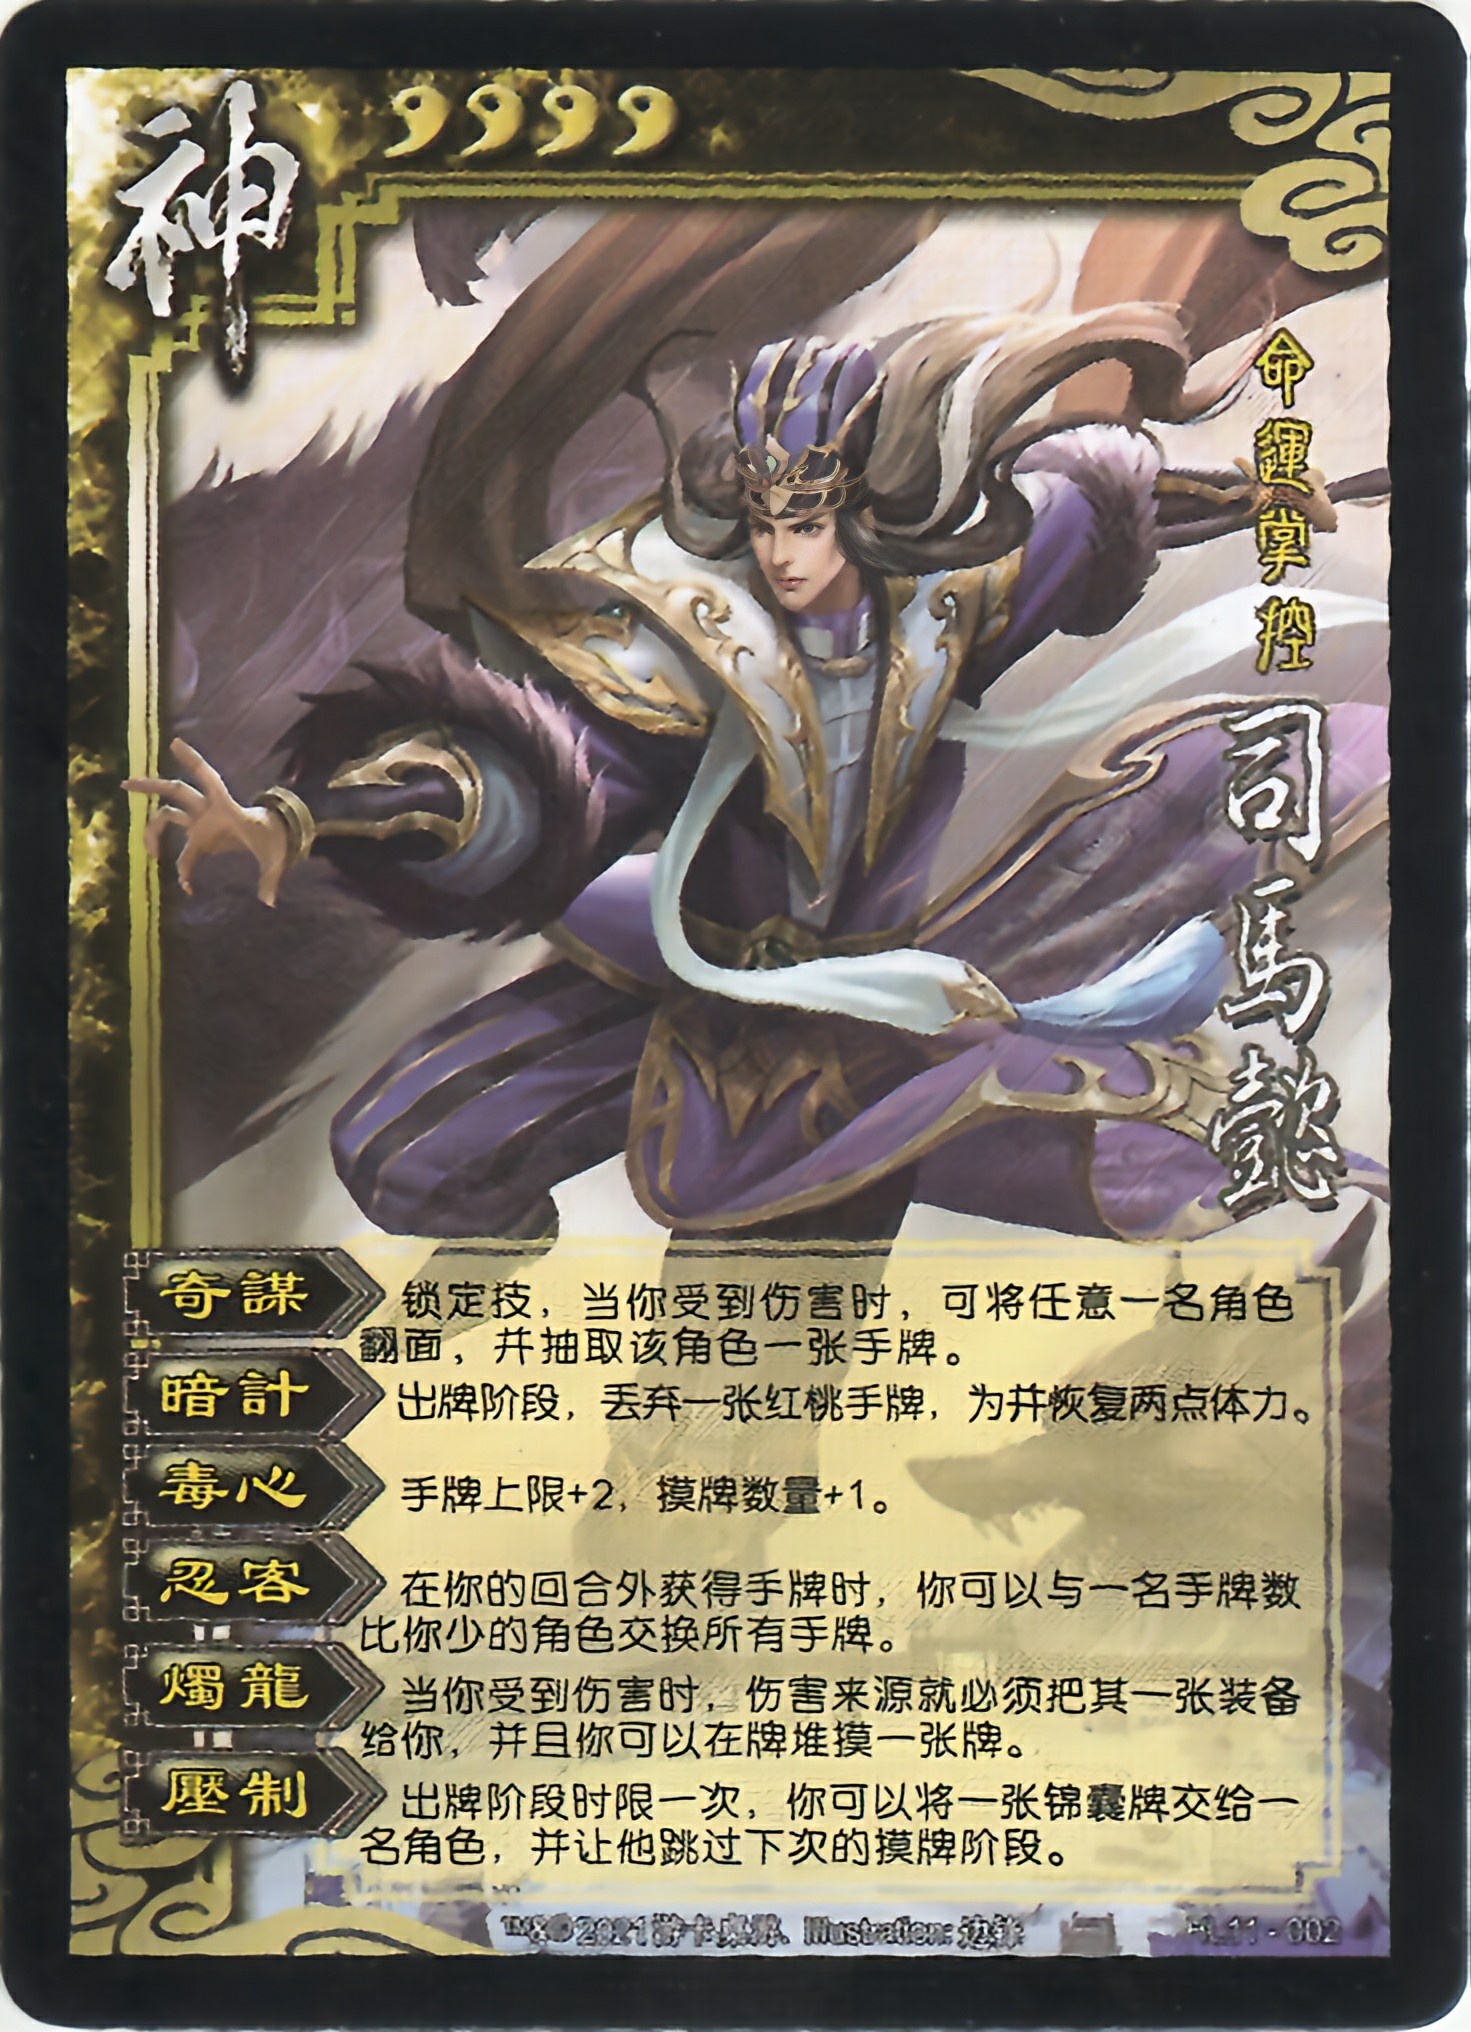 神
命運掌控
司馬懿
奇謀
锁定技，当你受到伤害时，可将任意一名角色
翻面，并抽取该角色一张手牌。
暗計
出牌阶段，丢弃一张红桃手牌，为并恢复两点体力。
毒心
手牌上限+2，摸牌数量+1。
忍客
在你的回合外获得手牌时，你可以与一名手牌数
比你少的角色交换所有手牌。
燭龍
当你受到伤害时，伤害来源就必须把其一张装备
给你，并且你可以在牌堆摸一张牌。
壓制
出牌阶段时限一次，你可以将一张锦囊牌交给一
名角色，并让他跳过下次的摸牌阶段。
™&© 2021游卡桌游. Illustration:
11-002